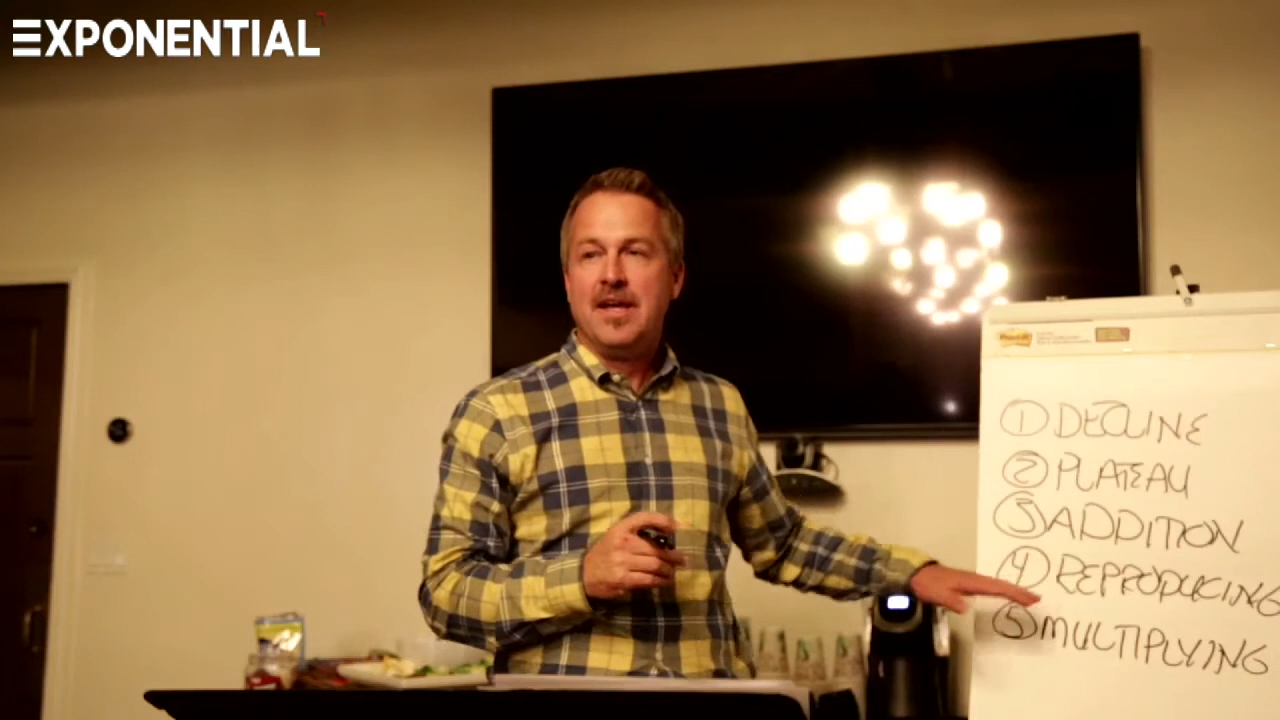 EXPONENTIAL
① DECLINE
② PLATEAU
③ ADDITION
④ REPRODUCING
⑤ MULTIPLYING